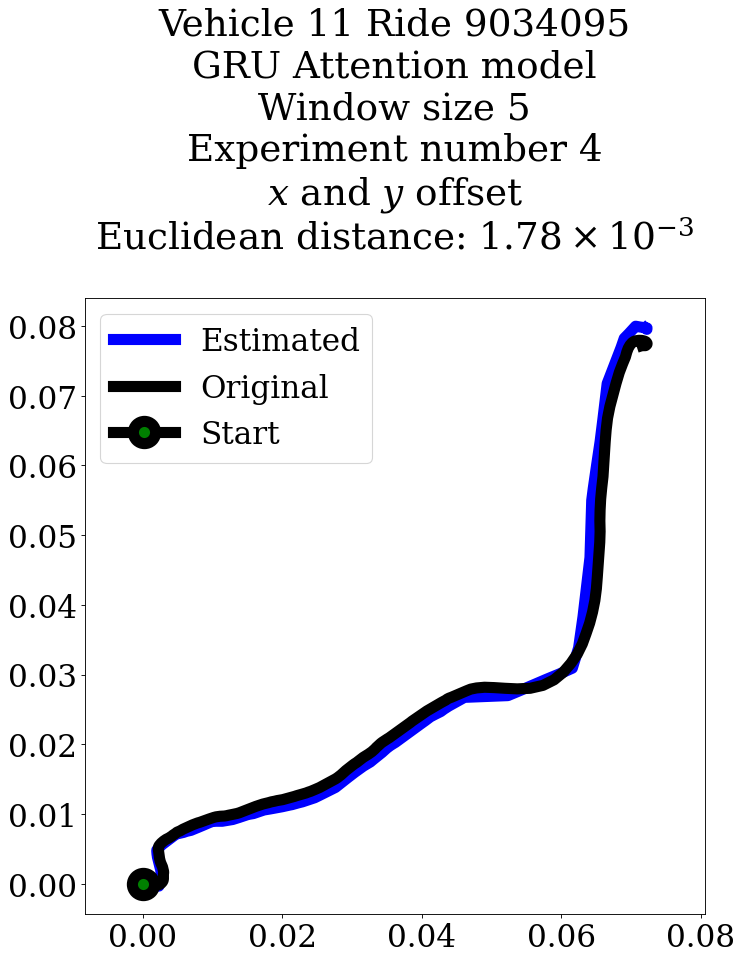 Vehicle 11 Ride 9034095
GRU Attention model
Window size 5
Experiment number 4
x and y offset
Euclidean distance: 1.78 × 10⁻³
Estimated
Original
Start
0.08
0.07
0.06
0.05
0.04
0.03
0.02
0.01
0.00
0.00 0.02 0.04 0.06 0.08